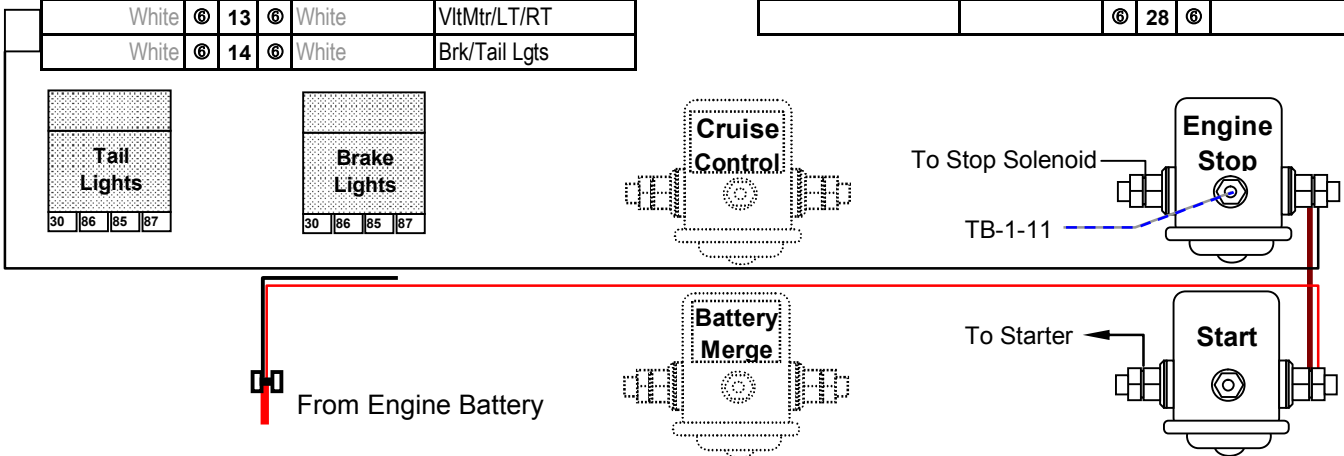 White ⑥ 13 ⑥ White VltMtr/LT/RT
⑥ 28 ⑥
White ⑥ 14 ⑥ White Brk/Tail Lgts
Tail
Lights
30 86 85 87
Brake
Lights
30 86 85 87
Cruise
Control
To Stop Solenoid
Engine
Stop
TB-1-11
Battery
Merge
To Starter
Start
From Engine Battery